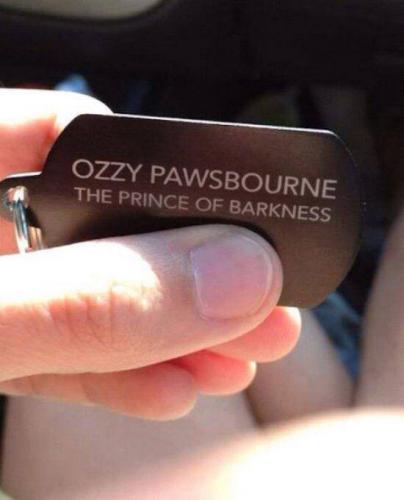 OZZY PAWSBOURNE
THE PRINCE OF BARKNESS